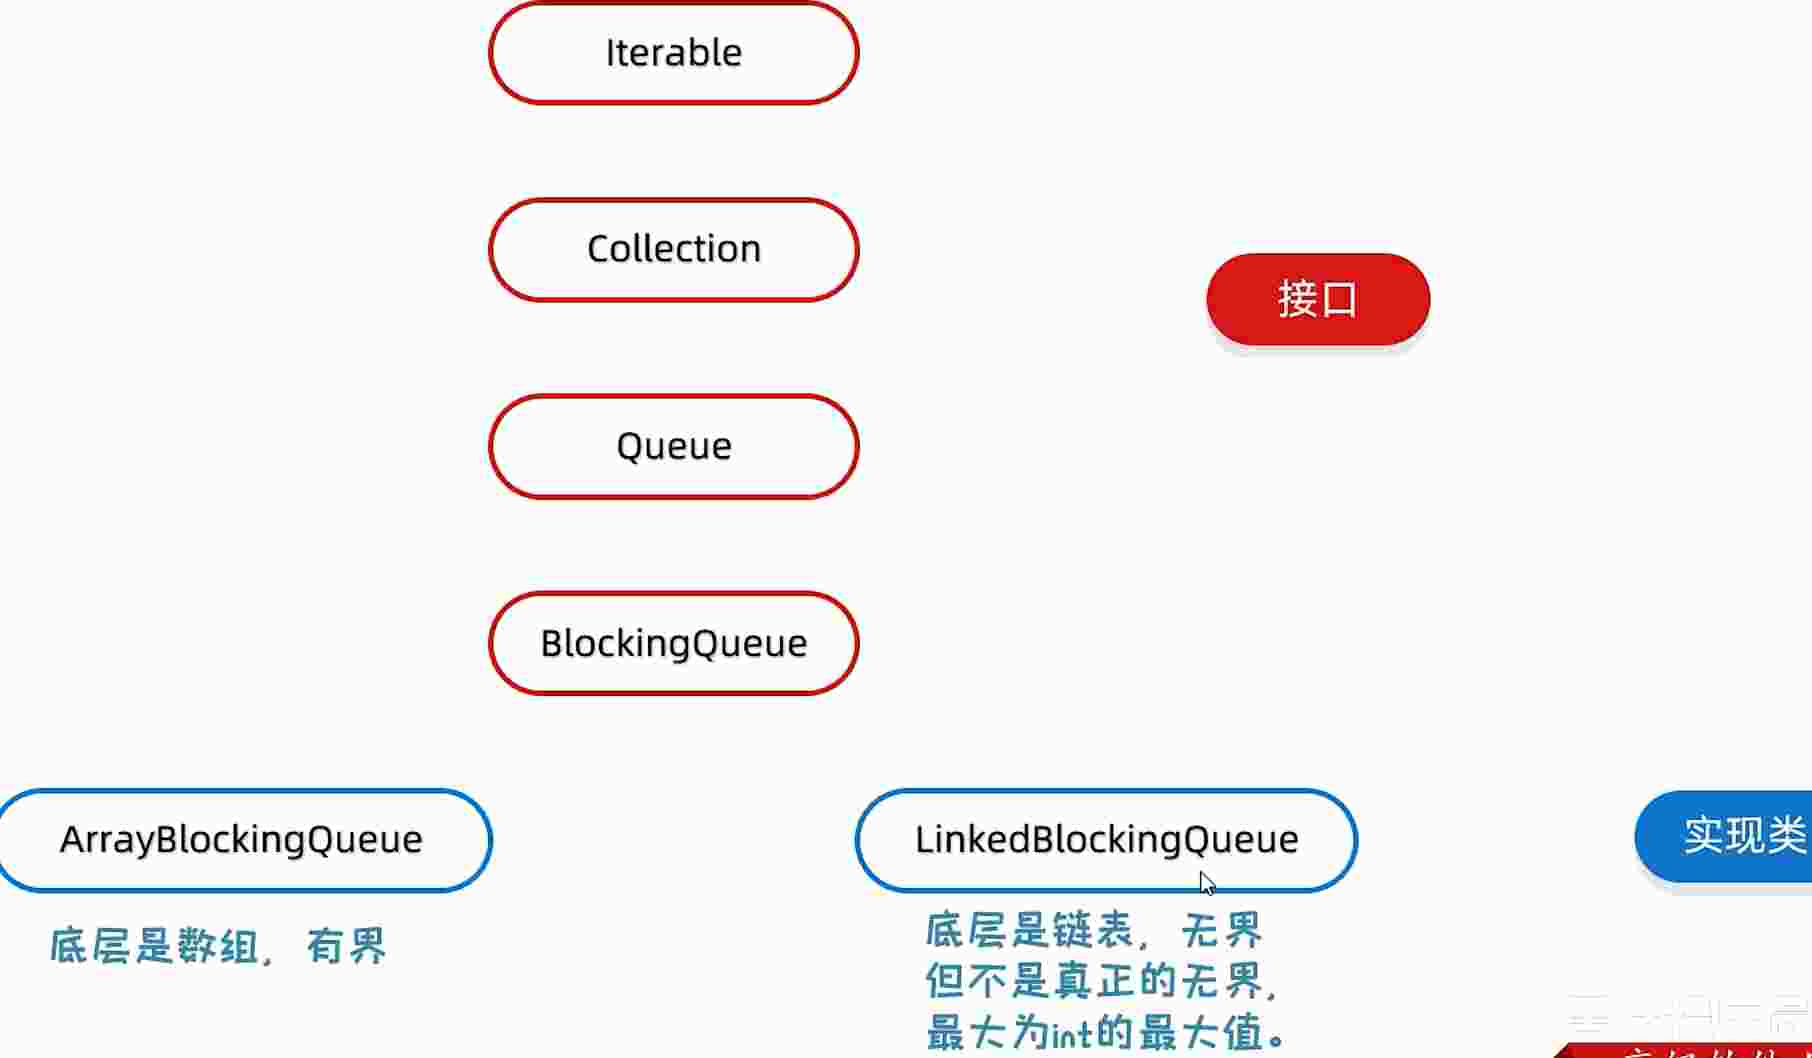 Iterable
Collection
接口
Queue
BlockingQueue
ArrayBlockingQueue
LinkedBlockingQueue
实现类
底层是数组，有界
底层是链表，无界
但不是真正的无界，
最大为int的最大值。